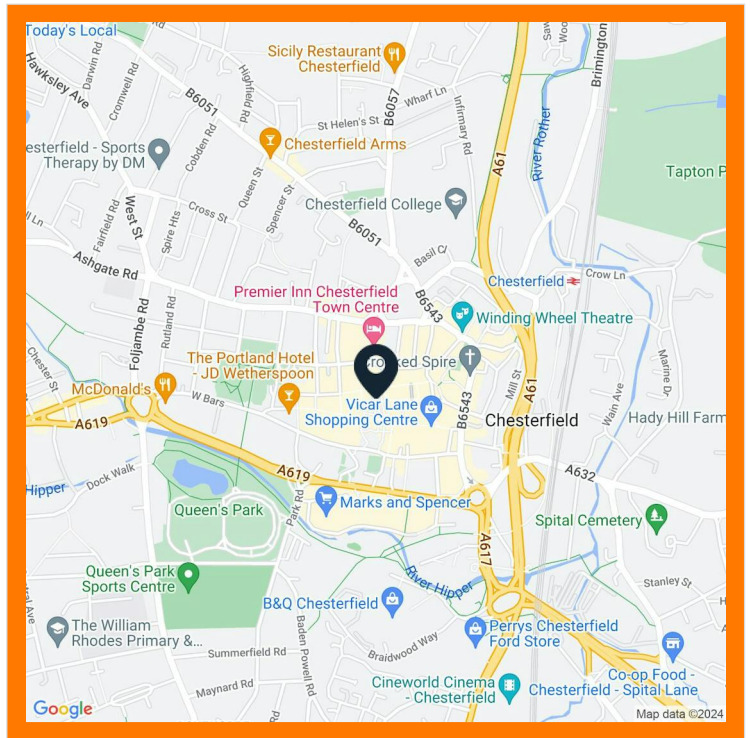 Today's Local
Hawksley Ave
Darwin Rd
Cromwell Rd
Highfield Rd
B6051
Sicily Restaurant
Chesterfield
B6057
Wharf Ln
Infirmary Rd
A61
River Rother
Brimington
Saw
Woo
St Helen's St
Chesterfield Arms
esterfield - Sports
Therapy by DM
Cobden Rd
Queen St
Spencer St
Tapton P
Chesterfield College
West St
Cross St
Fairfield Rd
Spire Hts
ll Ln
B6051
Basil Cl
Ashgate Rd
Chesterfield
Crow Ln
Premier Inn Chesterfield
Town Centre
B6543
Winding Wheel Theatre
Foljambe Rd
Rutland Rd
Chester St
The Portland Hotel
- JD Wetherspoon
Crooked Spire
Mill St
A61
Marine Dr
McDonald's
W Bars
Vicar Lane
Shopping Centre
B6543
Chesterfield
Wain Ave
Hady Hill Farm
A619
Dock Walk
A619
A632
Hipper
Queen's Park
Park Rd
Marks and Spencer
Spital Cemetery
A617
Queen's Park
Sports Centre
River Hipper
Stanley St
B&Q Chesterfield
The William
Rhodes Primary &...
Baden Powell Rd
Braidwood Way
Perrys Chesterfield
Ford Store
Summerfield Rd
Maynard Rd
Cineworld Cinema
- Chesterfield
Co-op Food -
Chesterfield - Spital Lane
Google
Map data ©2024